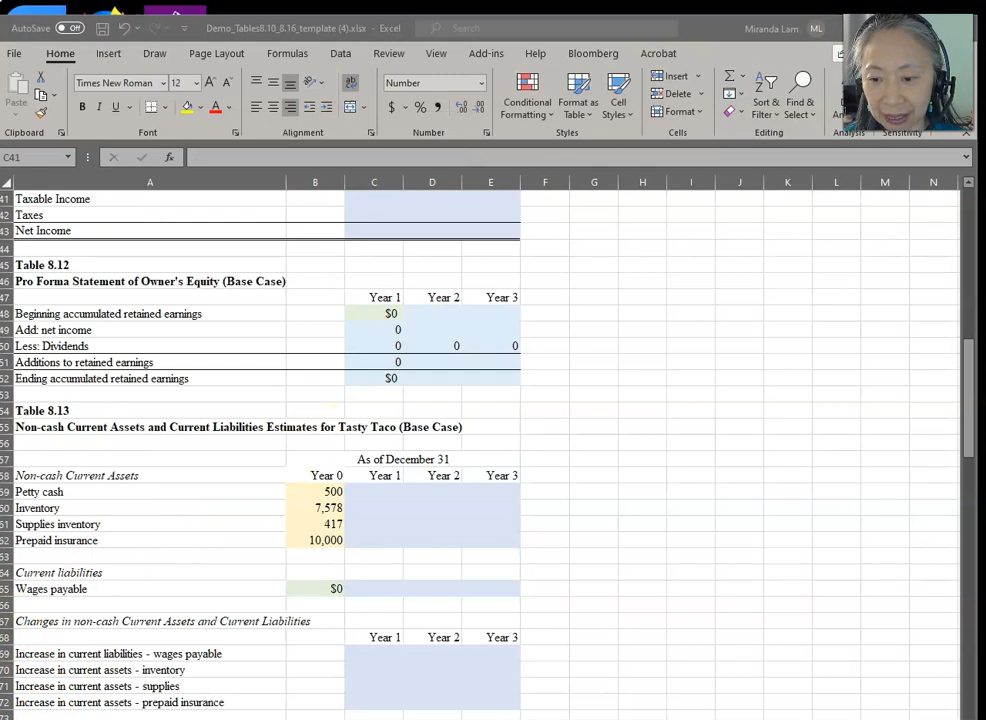 AutoSave Off Demo_Tables8.10_8.16_template (4).xlsx - Excel Search Miranda Lam ML
File Home Insert Draw Page Layout Formulas Data Review View Add-ins Help Bloomberg Acrobat
Paste Times New Roman 12 A^ A˅ B I U A ab Number $ % 9 Conditional Formatting Format as Table Cell Styles Insert Delete Format Sort & Filter Find & Select
Clipboard Font Alignment Number Styles Cells Editing Analysis Sensitivity
C41 fx
A B C D E F G H I J K L M N
41 Taxable Income
42 Taxes
43 Net Income
44
45 Table 8.12
46 Pro Forma Statement of Owner's Equity (Base Case)
47 Year 1 Year 2 Year 3
48 Beginning accumulated retained earnings $0
49 Add: net income 0
50 Less: Dividends 0 0 0
51 Additions to retained earnings 0
52 Ending accumulated retained earnings $0
53
54 Table 8.13
55 Non-cash Current Assets and Current Liabilities Estimates for Tasty Taco (Base Case)
56
57 As of December 31
58 Non-cash Current Assets Year 0 Year 1 Year 2 Year 3
59 Petty cash 500
60 Inventory 7,578
61 Supplies inventory 417
62 Prepaid insurance 10,000
63
64 Current liabilities
65 Wages payable $0
66
67 Changes in non-cash Current Assets and Current Liabilities
68 Year 1 Year 2 Year 3
69 Increase in current liabilities - wages payable
70 Increase in current assets - inventory
71 Increase in current assets - supplies
72 Increase in current assets - prepaid insurance